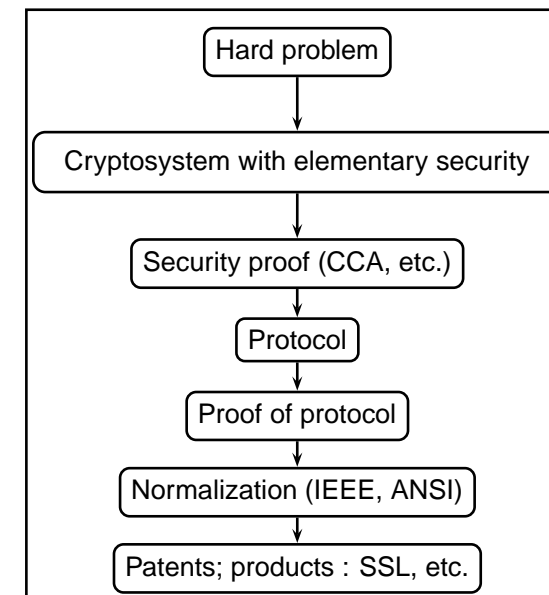 Hard problem
Cryptosystem with elementary security
Security proof (CCA, etc.)
Protocol
Proof of protocol
Normalization (IEEE, ANSI)
Patents; products : SSL, etc.